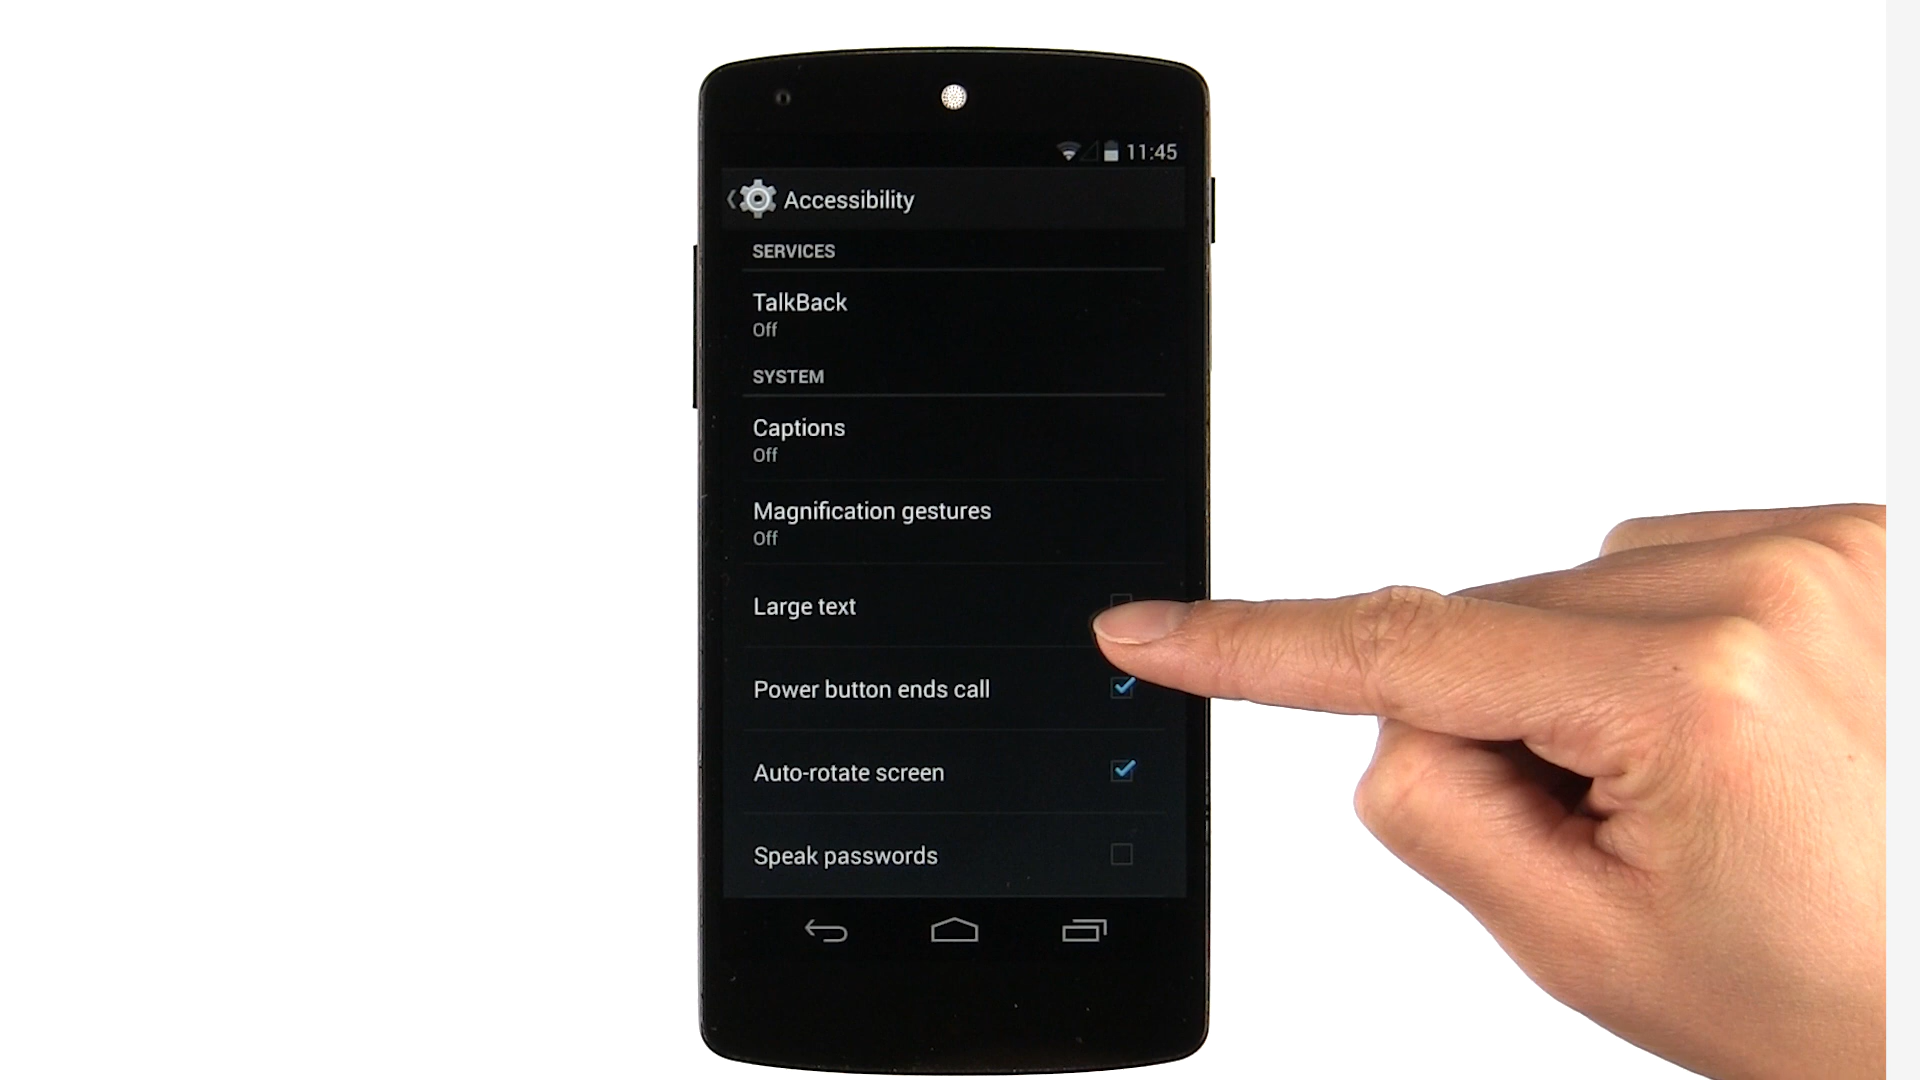 11:45
Accessibility
SERVICES
TalkBack
Off
SYSTEM
Captions
Off
Magnification gestures
Off
Large text
Power button ends call
Auto-rotate screen
Speak passwords